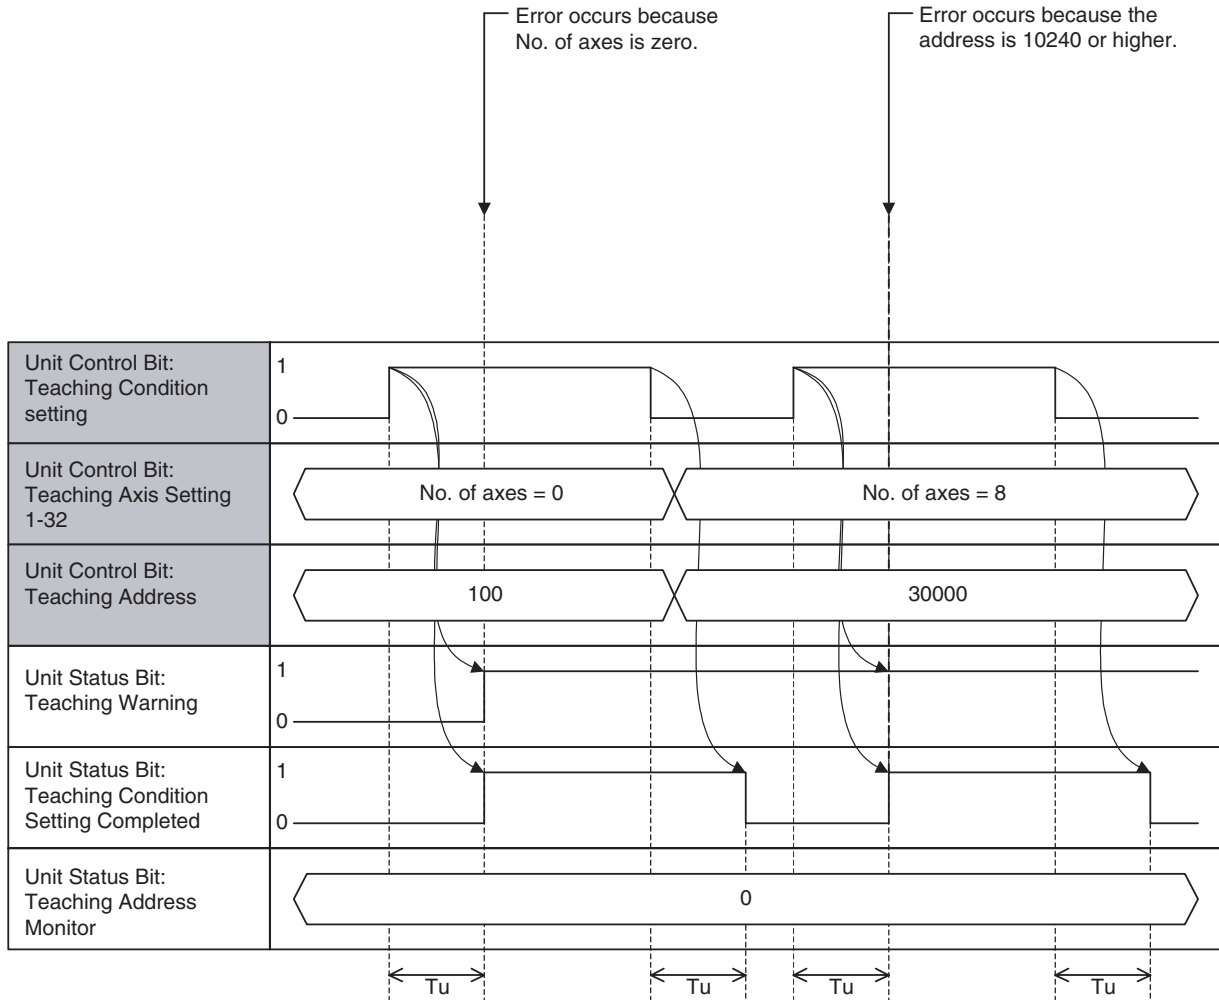 Error occurs because
No. of axes is zero.
Error occurs because the
address is 10240 or higher.
Unit Control Bit:
Teaching Condition
setting
1
0
Unit Control Bit:
Teaching Axis Setting
1-32
No. of axes = 0
No. of axes = 8
Unit Control Bit:
Teaching Address
100
30000
Unit Status Bit:
Teaching Warning
1
0
Unit Status Bit:
Teaching Condition
Setting Completed
1
0
Unit Status Bit:
Teaching Address
Monitor
0
Tu
Tu
Tu
Tu